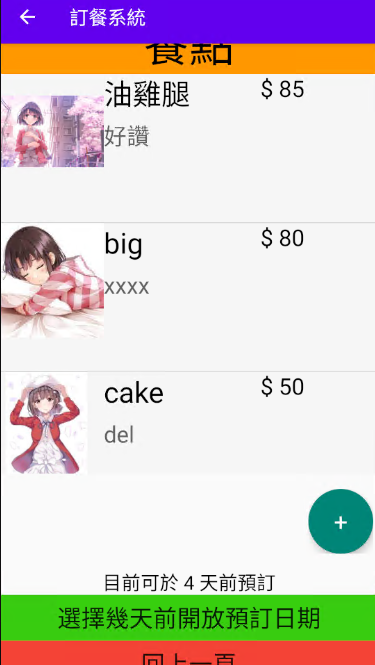 訂餐系統
餐點
油雞腿
$ 85
好讚
big
$ 80
xxxx
cake
$ 50
del
+
目前可於 4 天前預訂
選擇幾天前開放預訂日期
回上一頁